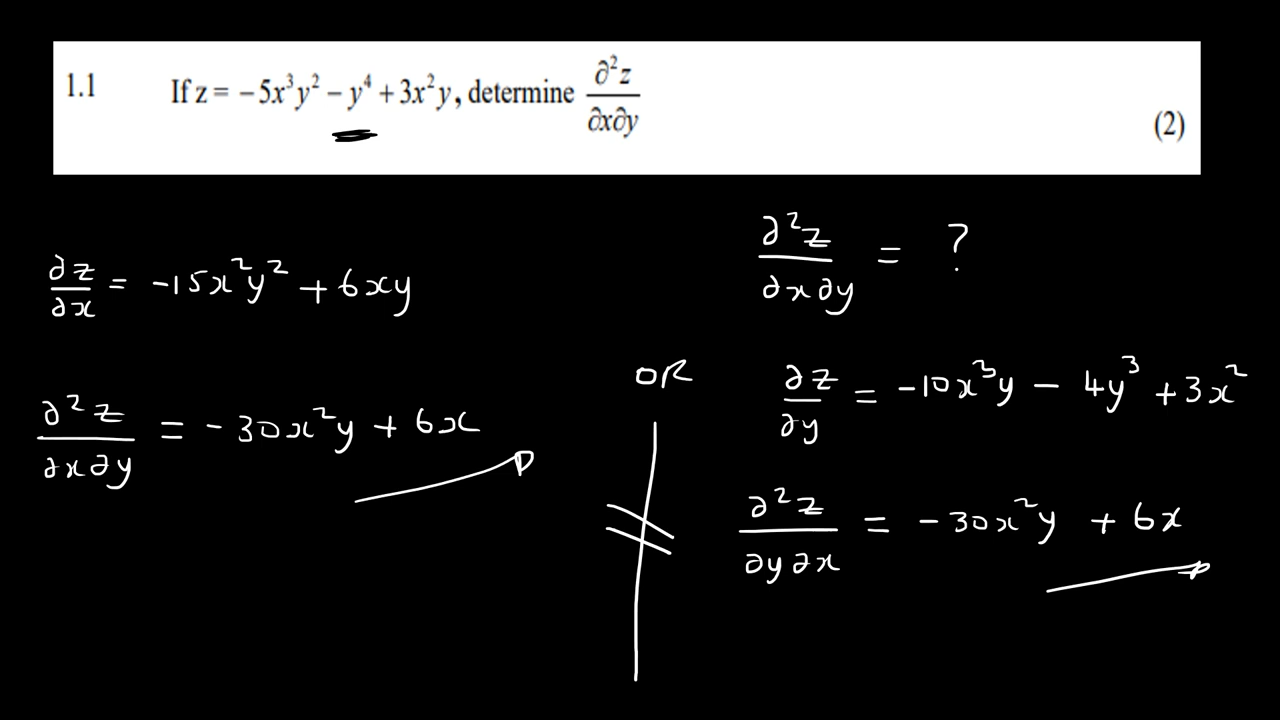 1.1 If z = −5x³y² − y⁴ + 3x²y, determine ∂²z/∂x∂y
(2)
∂²z/∂x∂y = ?
∂z/∂x = -15x²y² + 6xy
∂²z/∂x∂y = -30x²y + 6x
OR
∂z/∂y = -10x³y - 4y³ + 3x²
∂²z/∂y∂x = -30x²y + 6x